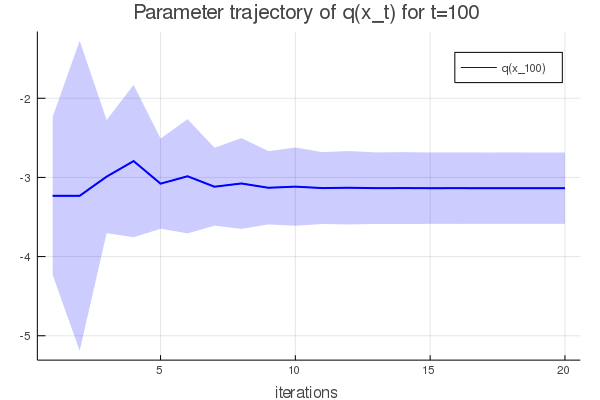 Parameter trajectory of q(x_t) for t=100
q(x_100)
-2
-3
-4
-5
5
10
15
20
iterations